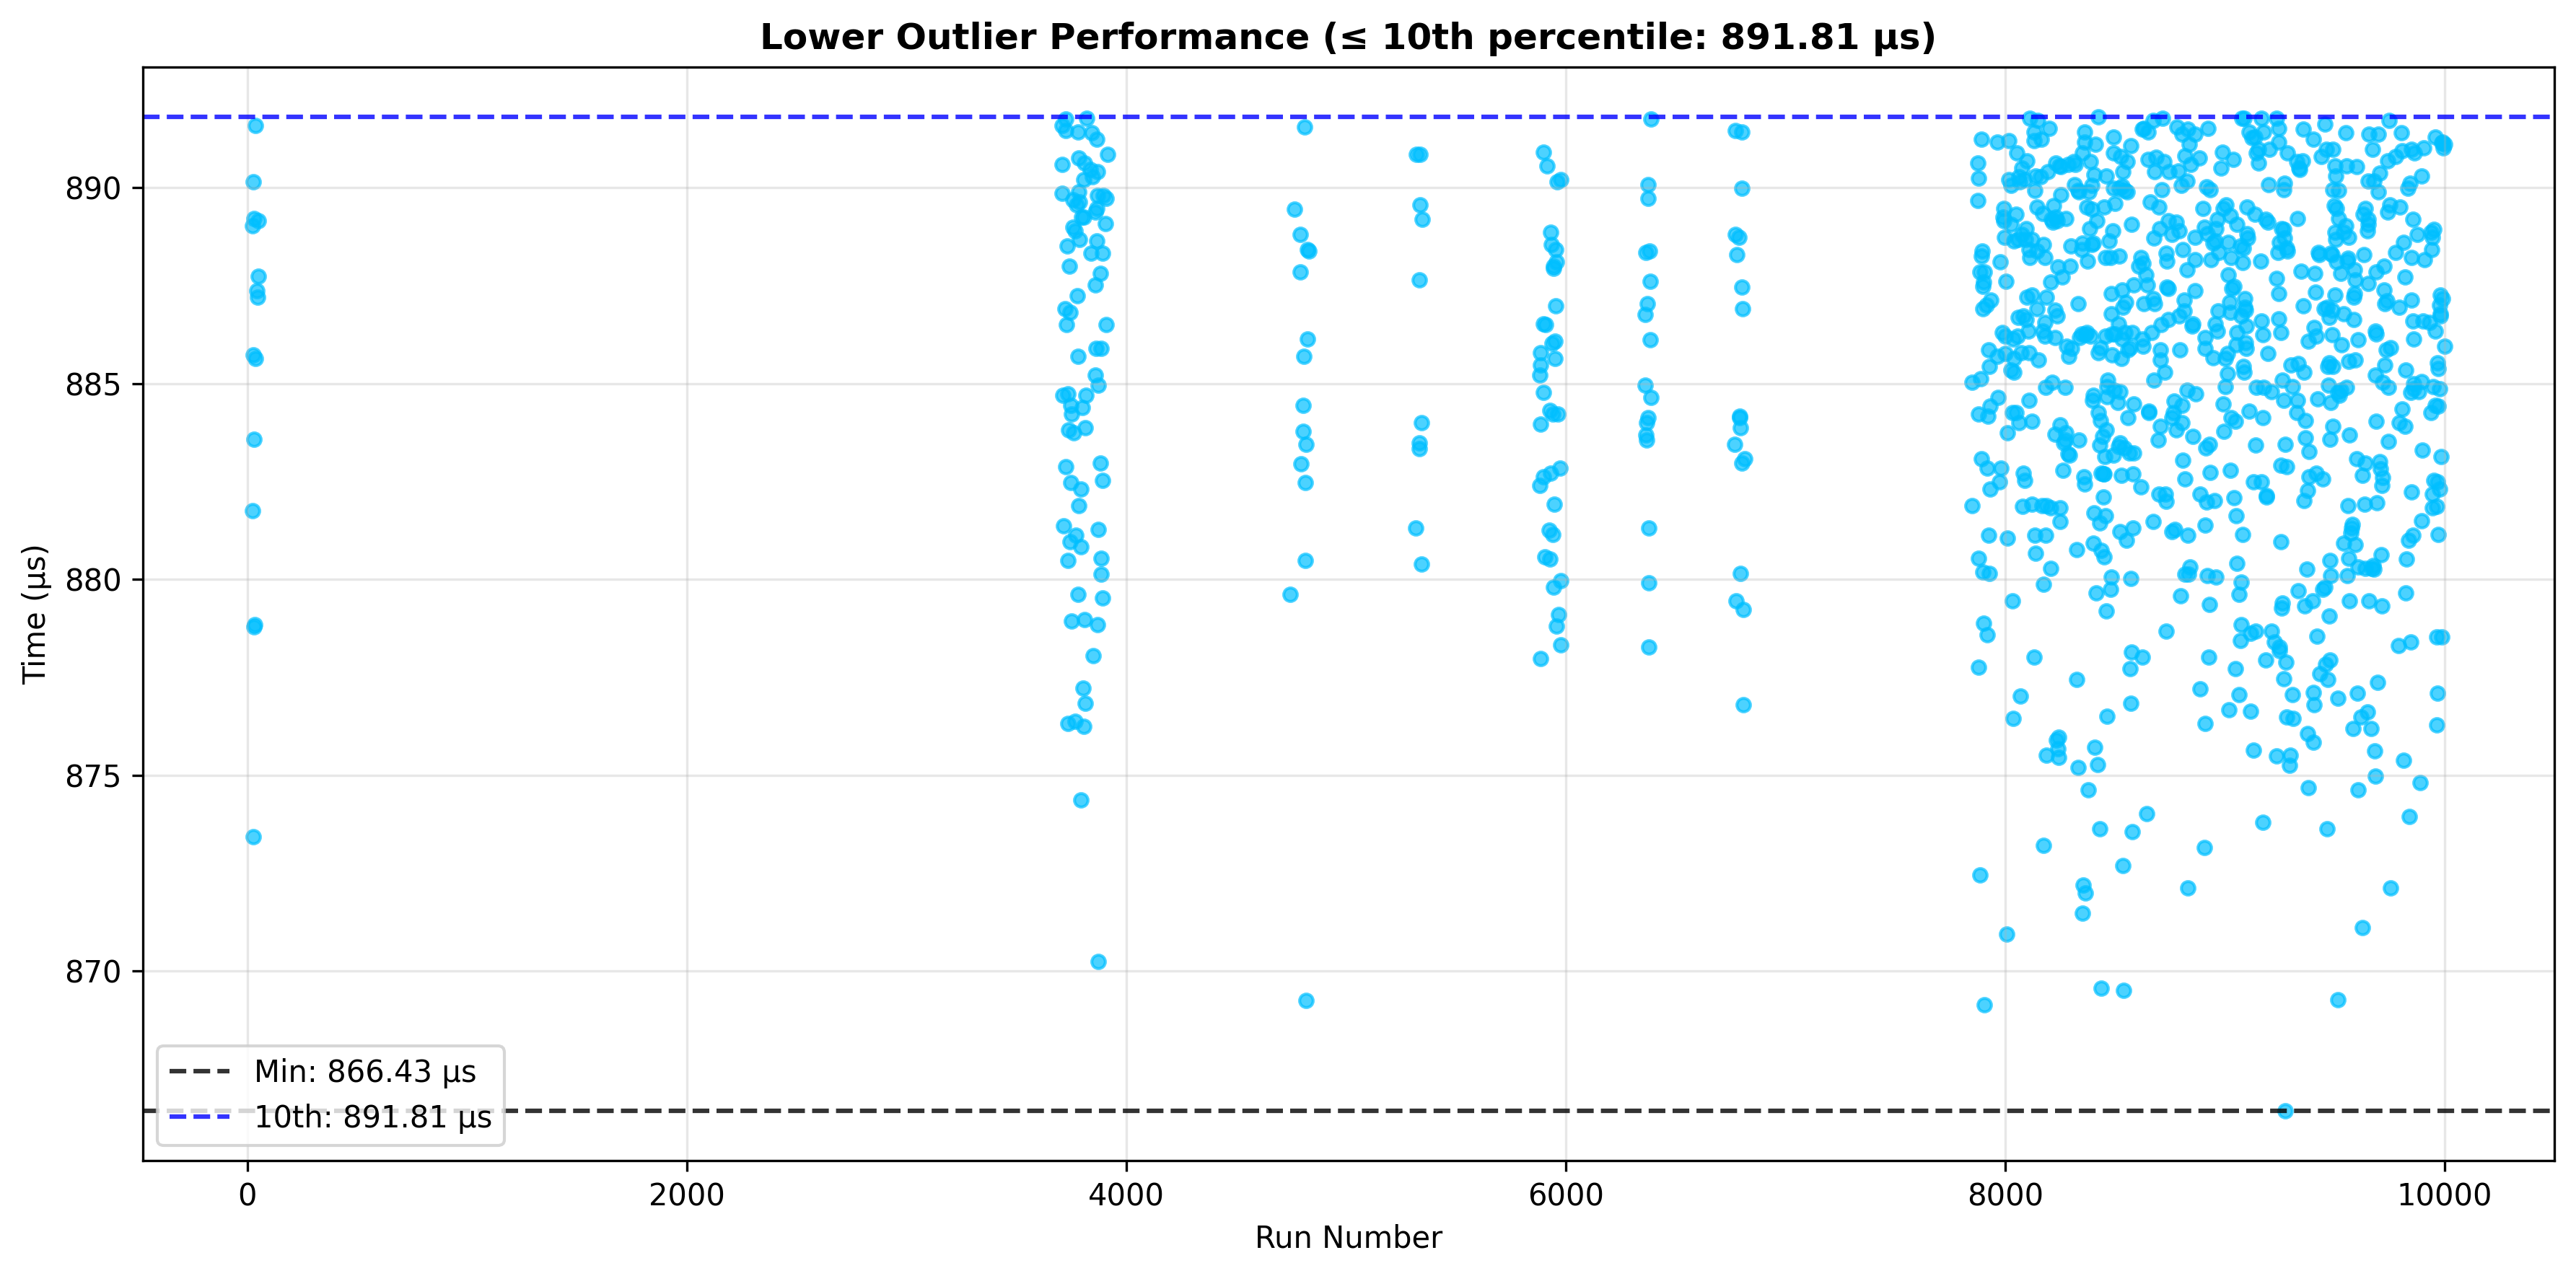 Lower Outlier Performance (≤ 10th percentile: 891.81 µs)
Time (µs)
890
885
880
875
870
Min: 866.43 µs
10th: 891.81 µs
0 2000 4000 6000 8000 10000
Run Number